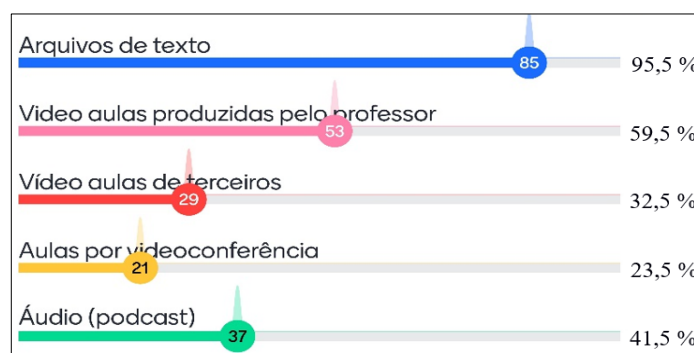 Arquivos de texto
85 95,5 %
Video aulas produzidas pelo professor
53 59,5 %
Vídeo aulas de terceiros
29 32,5 %
Aulas por videoconferência
21 23,5 %
Áudio (podcast)
37 41,5 %